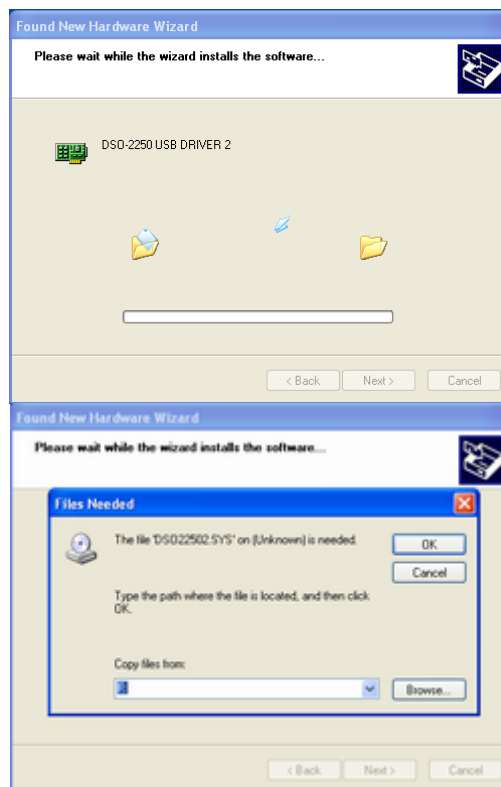 Found New Hardware Wizard
Please wait while the wizard installs the software...
DSO-2250 USB DRIVER 2
< Back
Next >
Cancel
Found New Hardware Wizard
Please wait while the wizard installs the software...
Files Needed
The file 'DSO22502.SYS' on (Unknown) is needed.
OK
Cancel
Type the path where the file is located, and then click
OK.
Copy files from:
Browse...
< Back
Next >
Cancel